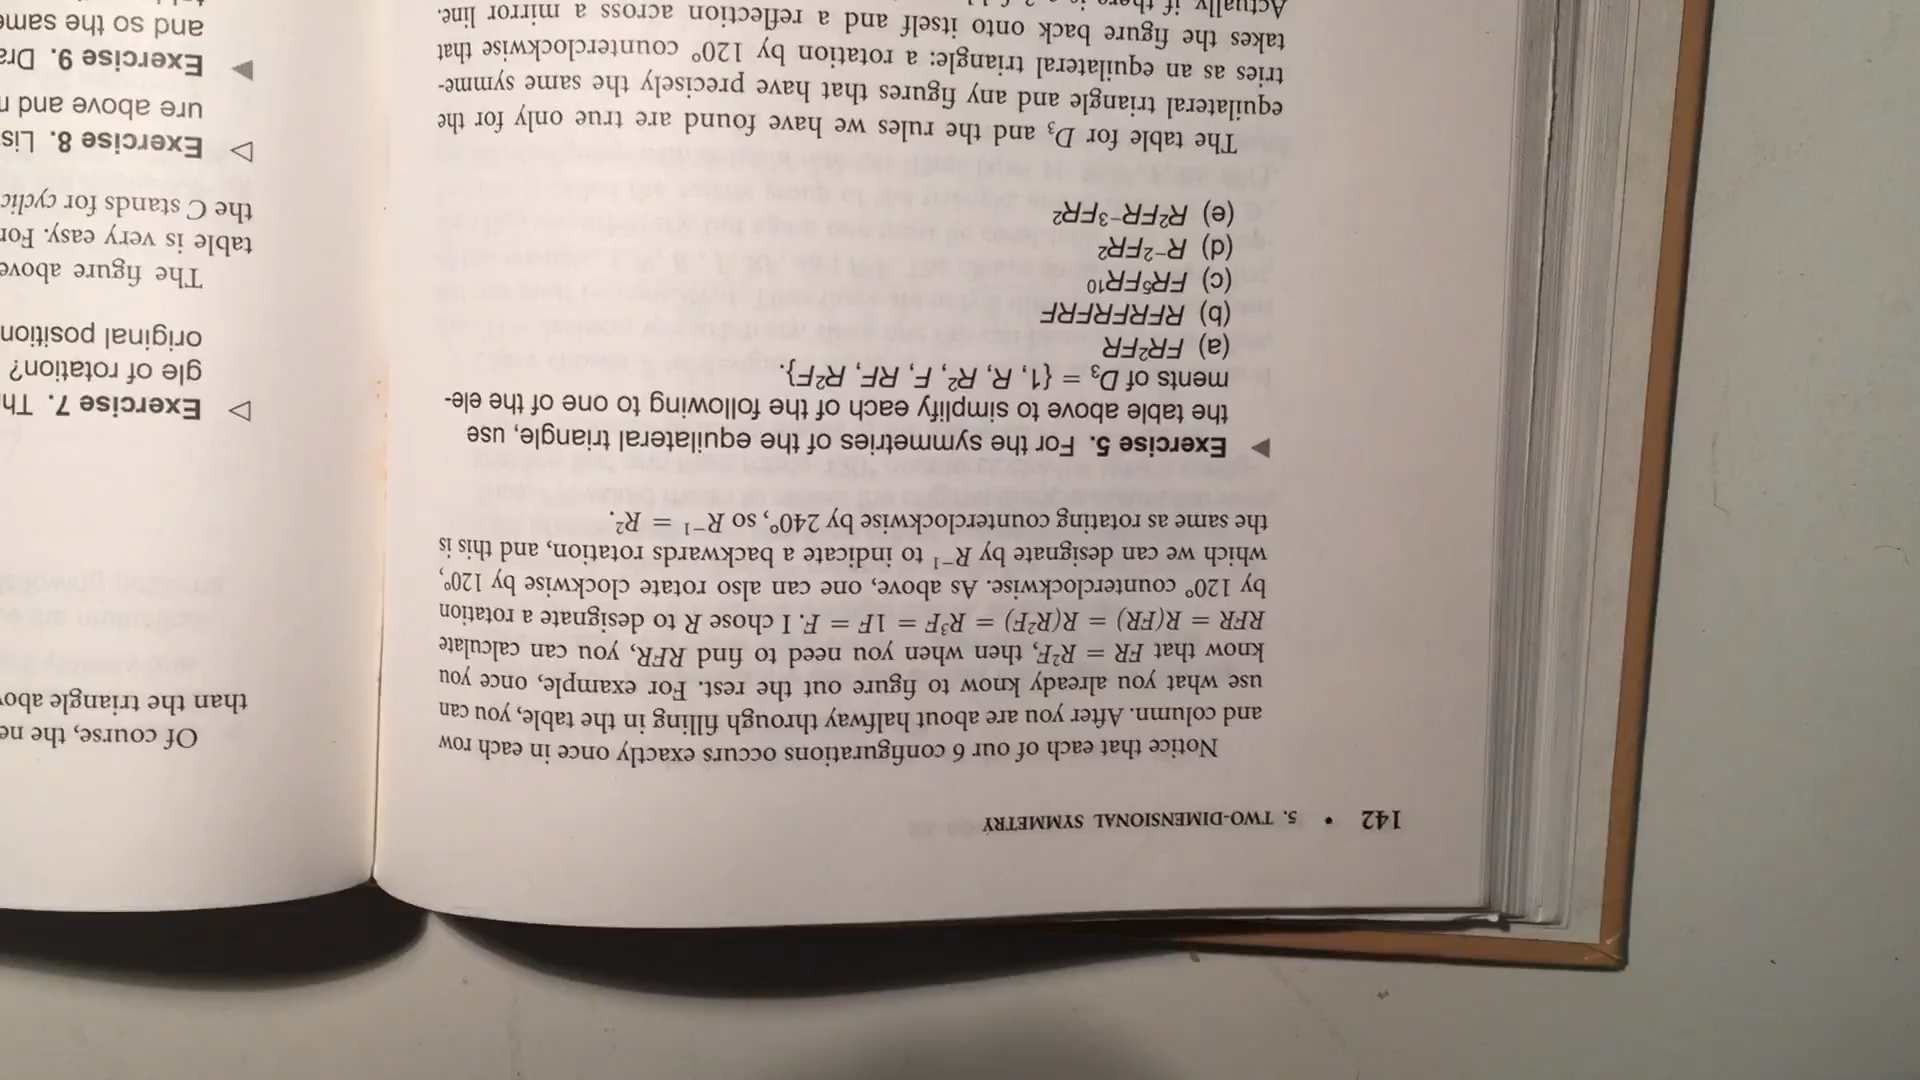 142 • 5. TWO-DIMENSIONAL SYMMETRY
Notice that each of our 6 configurations occurs exactly once in each row
and column. After you are about halfway through filling in the table, you can
use what you already know to figure out the rest. For example, once you
know that FR = R²F, then when you need to find RFR, you can calculate
RFR = R(FR) = R(R²F) = R³F = 1F = F. I chose R to designate a rotation
by 120° counterclockwise. As above, one can also rotate clockwise by 120°,
which we can designate by R⁻¹ to indicate a backwards rotation, and this is
the same as rotating counterclockwise by 240°, so R⁻¹ = R².
▶ Exercise 5. For the symmetries of the equilateral triangle, use
the table above to simplify each of the following to one of the ele-
ments of D₃ = {1, R, R², F, RF, R²F}.
(a) FR²FR
(b) RFRFRFRF
(c) FR⁵FR¹⁰
(d) R⁻²FR²
(e) R²FR⁻³FR²
The table for D₃ and the rules we have found are true only for the
equilateral triangle and any figures that have precisely the same symme-
tries as an equilateral triangle: a rotation by 120° counterclockwise that
takes the figure back onto itself and a reflection across a mirror line.
Actually if there is a
Of course, the
than the triangle
▷ Exercise 7.
gle of rotation?
original position
The figure above
table is very easy. For
the C stands for cyclic
▷ Exercise 8.
ure above and
▶ Exercise 9.
and so the same